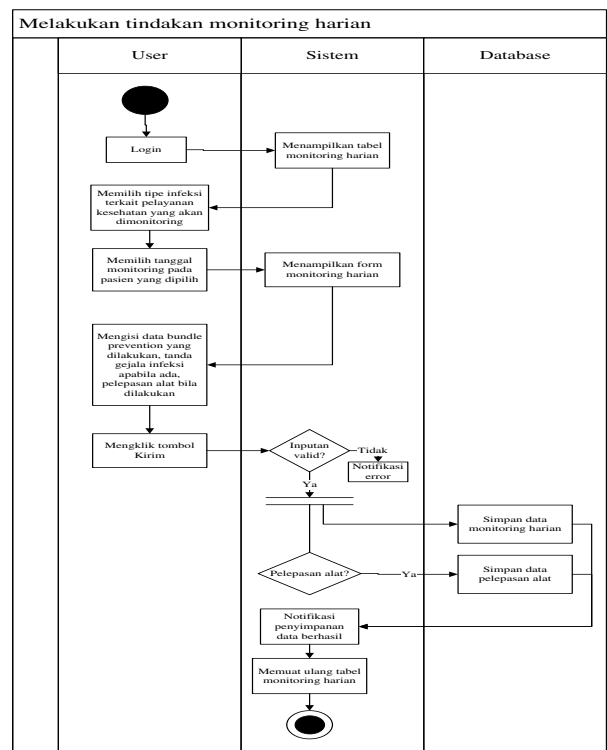 Melakukan tindakan monitoring harian
User
Sistem
Database
Login
Menampilkan tabel
monitoring harian
Memilih tipe infeksi
terkait pelayanan
kesehatan yang akan
dimonitoring
Memilih tanggal
monitoring pada
pasien yang dipilih
Menampilkan form
monitoring harian
Mengisi data bundle
prevention yang
dilakukan, tanda
gejala infeksi
apabila ada,
pelepasan alat bila
dilakukan
Mengklik tombol
Kirim
Inputan
valid?
Tidak
Notifikasi
error
Ya
Simpan data
monitoring harian
Pelepasan alat?
Ya
Simpan data
pelepasan alat
Notifikasi
penyimpanan
data berhasil
Memuat ulang tabel
monitoring harian